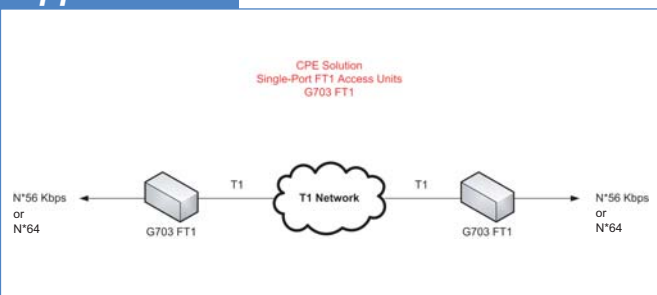 CPE Solution
Single-Port FT1 Access Units
G703 FT1
T1
T1
T1 Network
N*56 Kbps
or
N*64
G703 FT1
G703 FT1
N*56 Kbps
or
N*64